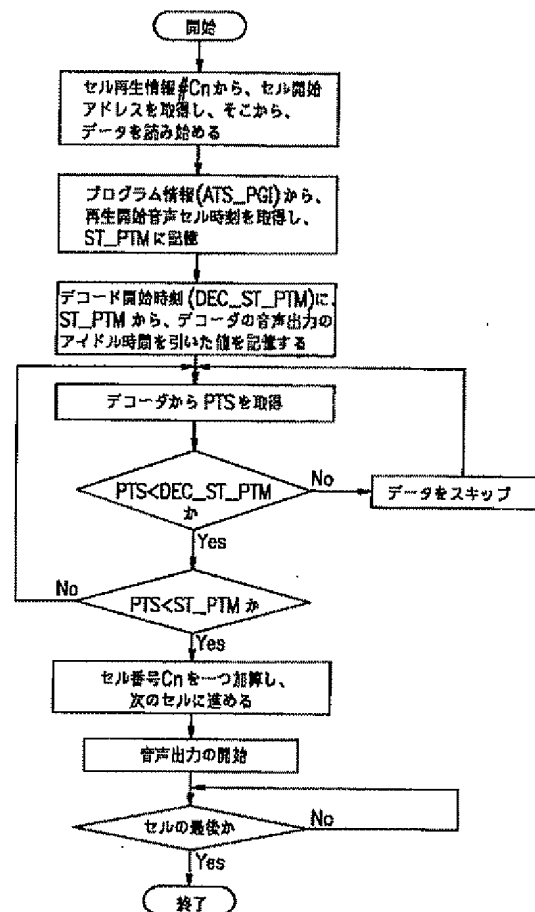 開始
セル再生情報#Cnから、セル開始
アドレスを取得し、そこから、
データを読み始める
プログラム情報(ATS_PGI)から、
再生開始音声セル時刻を取得し、
ST_PTMに記憶
デコード開始時刻(DEC_ST_PTM)に、
ST_PTMから、デコーダの音声出力の
アイドル時間を引いた値を記憶する
デコーダからPTSを取得
PTS<DEC_ST_PTM
か
No
データをスキップ
Yes
No
PTS<ST_PTMか
Yes
セル番号Cnを一つ加算し、
次のセルに進める
音声出力の開始
セルの最後か
No
Yes
終了